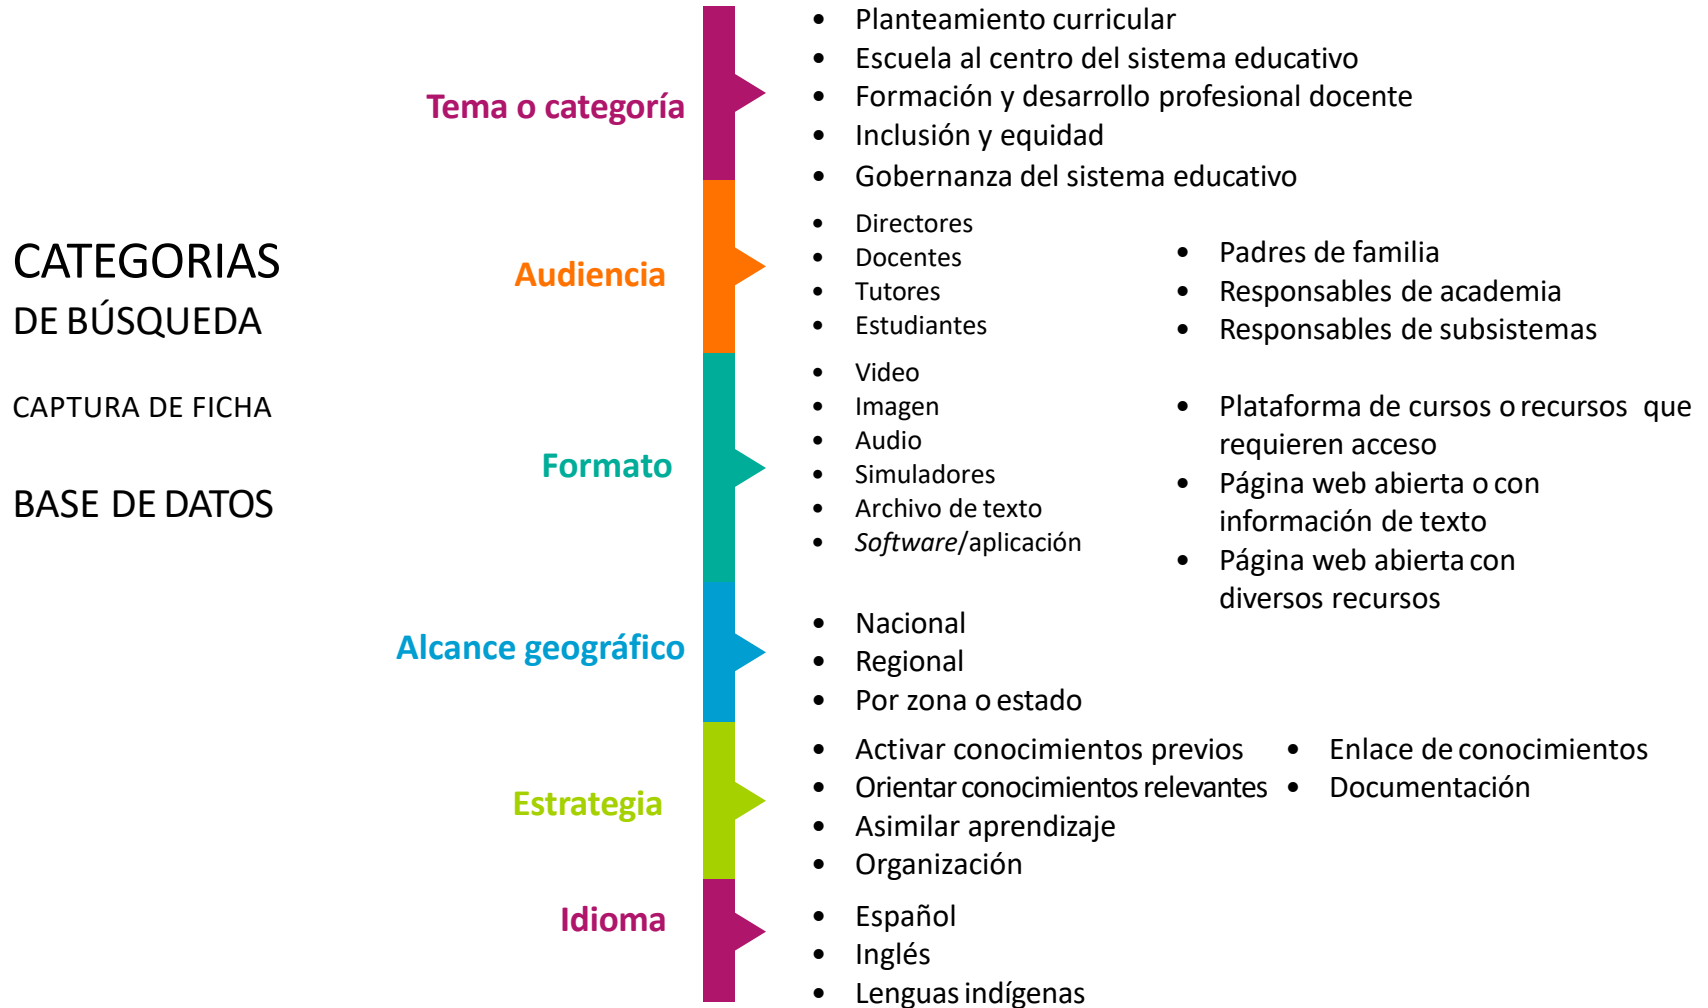 CATEGORIAS
DE BÚSQUEDA
CAPTURA DE FICHA
BASE DE DATOS
Tema o categoría
• Planteamiento curricular
• Escuela al centro del sistema educativo
• Formación y desarrollo profesional docente
• Inclusión y equidad
• Gobernanza del sistema educativo
Audiencia
• Directores
• Docentes
• Tutores
• Estudiantes
• Padres de familia
• Responsables de academia
• Responsables de subsistemas
Formato
• Video
• Imagen
• Audio
• Simuladores
• Archivo de texto
• Software/aplicación
• Plataforma de cursos o recursos que
requieren acceso
• Página web abierta o con
información de texto
• Página web abierta con
diversos recursos
Alcance geográfico
• Nacional
• Regional
• Por zona o estado
Estrategia
• Activar conocimientos previos
• Orientar conocimientos relevantes
• Asimilar aprendizaje
• Organización
• Enlace de conocimientos
• Documentación
Idioma
• Español
• Inglés
• Lenguas indígenas